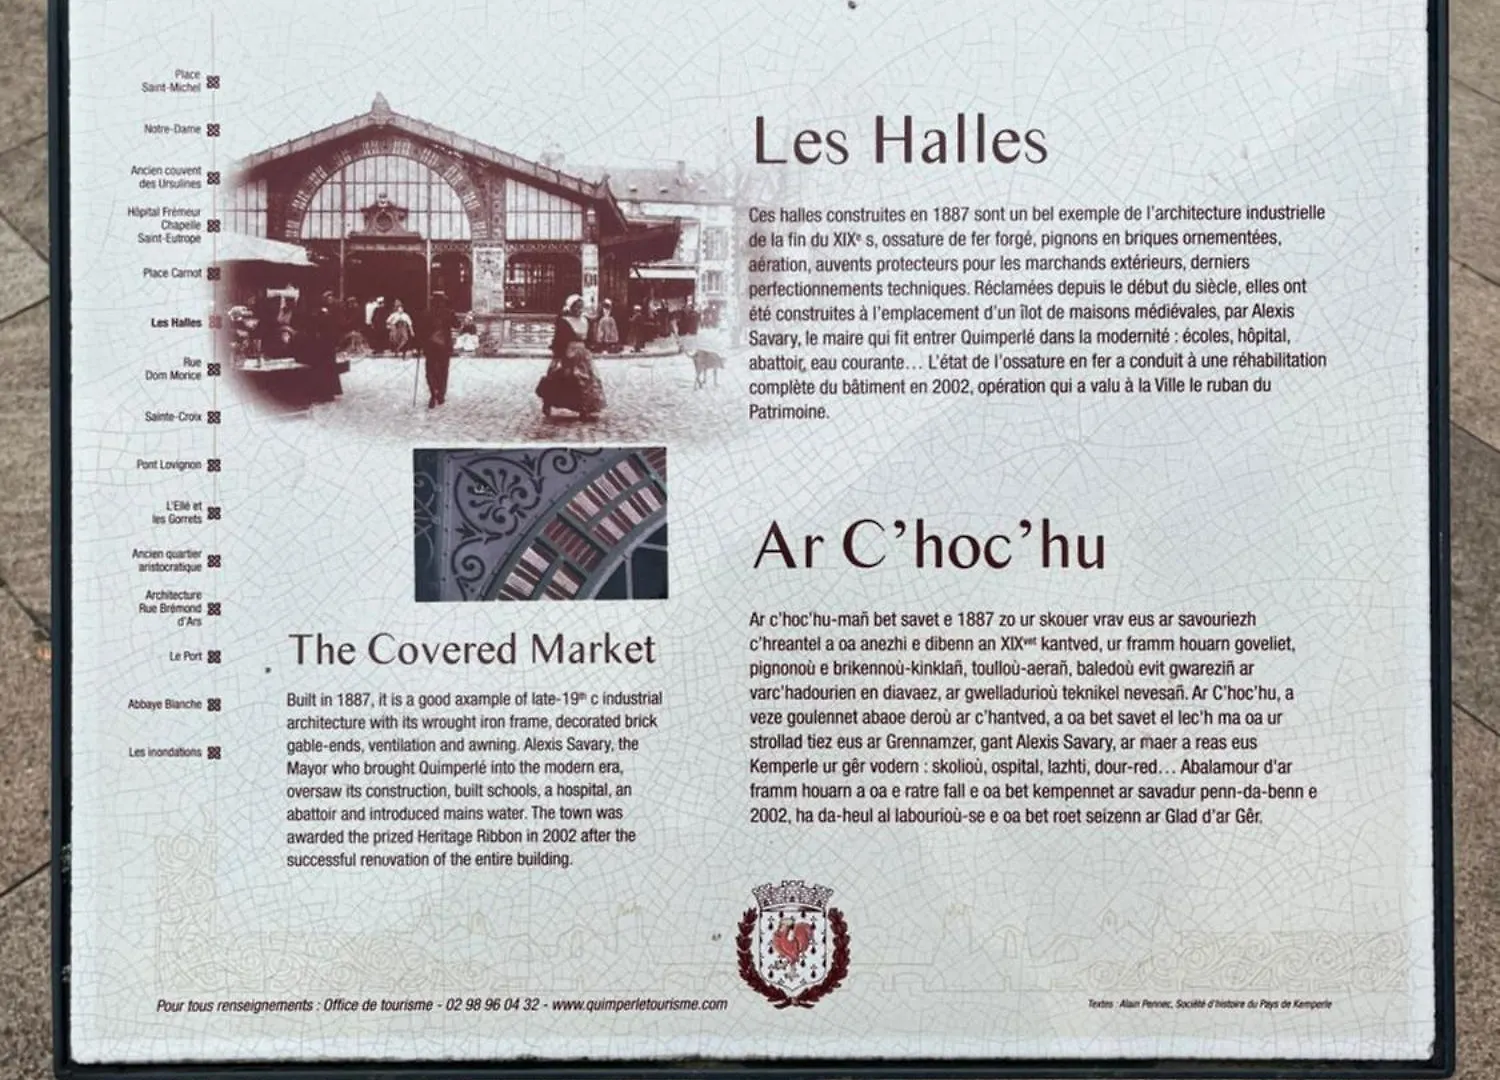 Place
Saint-Michel
Notre-Dame
Ancien couvent
des Ursulines
Hôpital Frémeur
Chapelle
Saint-Eutrope
Place Carnot
Les Halles
Rue
Dom Morice
Sainte-Croix
Pont Lovignon
L'Ellé et
les Gorrets
Ancien quartier
aristocratique
Architecture
Rue Brémond
d'Ars
Le Port
Abbaye Blanche
Les inondations
Les Halles
Ces halles construites en 1887 sont un bel exemple de l'architecture industrielle
de la fin du XIXe s, ossature de fer forgé, pignons en briques ornementées,
aération, auvents protecteurs pour les marchands extérieurs, derniers
perfectionnements techniques. Réclamées depuis le début du siècle, elles ont
été construites à l'emplacement d'un îlot de maisons médiévales, par Alexis
Savary, le maire qui fit entrer Quimperlé dans la modernité : écoles, hôpital,
abattoir, eau courante... L'état de l'ossature en fer a conduit à une réhabilitation
complète du bâtiment en 2002, opération qui a valu à la Ville le ruban du
Patrimoine.
The Covered Market
Built in 1887, it is a good axample of late-19th c industrial
architecture with its wrought iron frame, decorated brick
gable-ends, ventilation and awning. Alexis Savary, the
Mayor who brought Quimperlé into the modern era,
oversaw its construction, built schools, a hospital, an
abattoir and introduced mains water. The town was
awarded the prized Heritage Ribbon in 2002 after the
successful renovation of the entire building.
Ar C'hoc'hu
Ar c'hoc'hu-mañ bet savet e 1887 zo ur skouer vrav eus ar savouriezh
c'hreantel a oa anezhi e dibenn an XIXvet kantved, ur framm houarn goveliet,
pignonoù e brikennoù-kinklañ, toulloù-aerañ, baledoù evit gwareziñ ar
varc'hadourien en diavaez, ar gwelladurioù teknikel nevesañ. Ar C'hoc'hu, a
veze goulennet abaoe deroù ar c'hantved, a oa bet savet el lec'h ma oa ur
strollad tiez eus ar Grennamzer, gant Alexis Savary, ar maer a reas eus
Kemperle ur gêr vodern : skolioù, ospital, lazhti, dour-red... Abalamour d'ar
framm houarn a oa e ratre fall e oa bet kempennet ar savadur penn-da-benn e
2002, ha da-heul al labourioù-se e oa bet roet seizenn ar Glad d'ar Gêr.
Pour tous renseignements : Office de tourisme - 02 98 96 04 32 - www.quimperletourisme.com
Textes : Alain Pennec, Société d'histoire du Pays de Kemperle